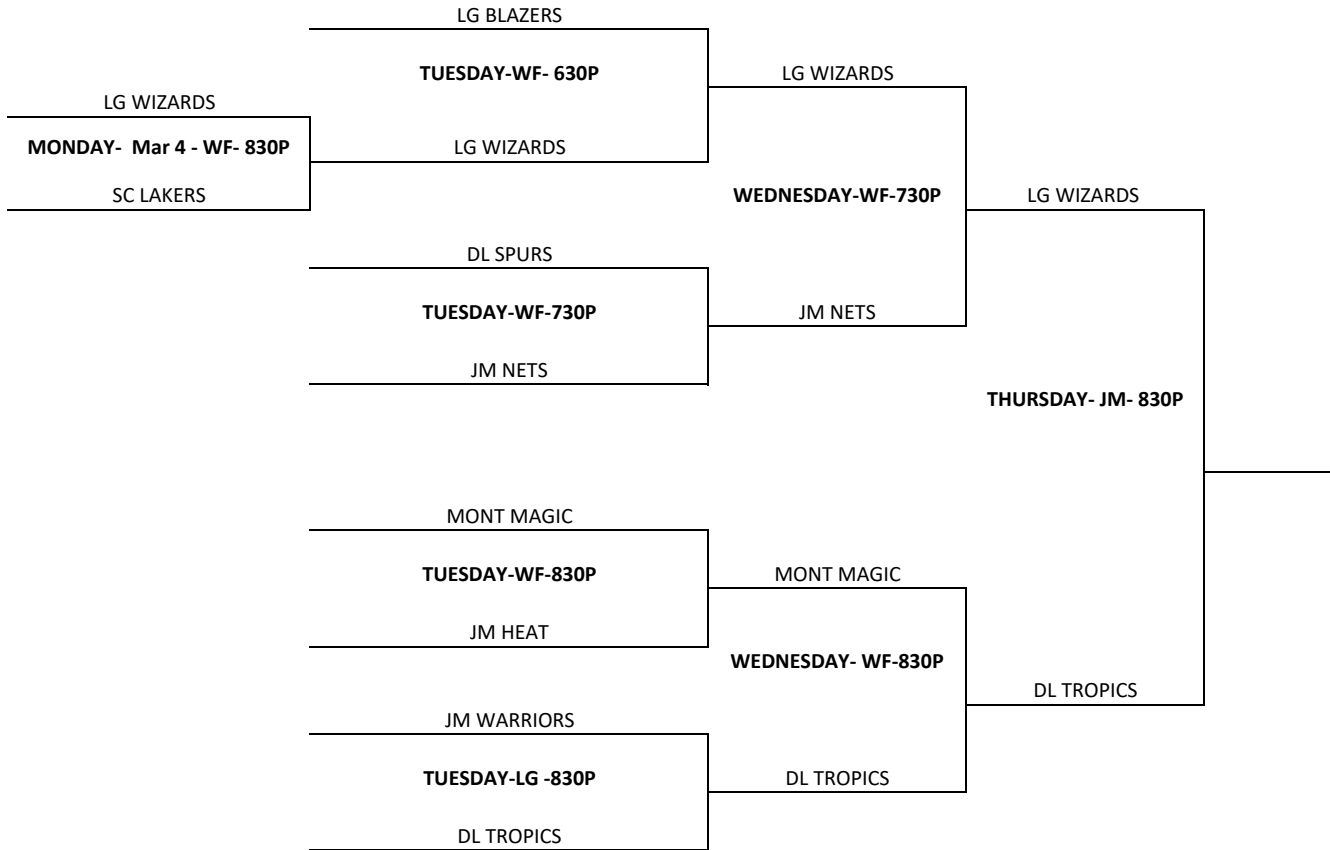 LG BLAZERS
TUESDAY-WF- 630P
LG WIZARDS
LG WIZARDS
MONDAY-  Mar 4 - WF- 830P
LG WIZARDS
SC LAKERS
WEDNESDAY-WF-730P
LG WIZARDS
DL SPURS
TUESDAY-WF-730P
JM NETS
JM NETS
THURSDAY- JM- 830P
MONT MAGIC
TUESDAY-WF-830P
MONT MAGIC
JM HEAT
WEDNESDAY- WF-830P
DL TROPICS
JM WARRIORS
TUESDAY-LG -830P
DL TROPICS
DL TROPICS